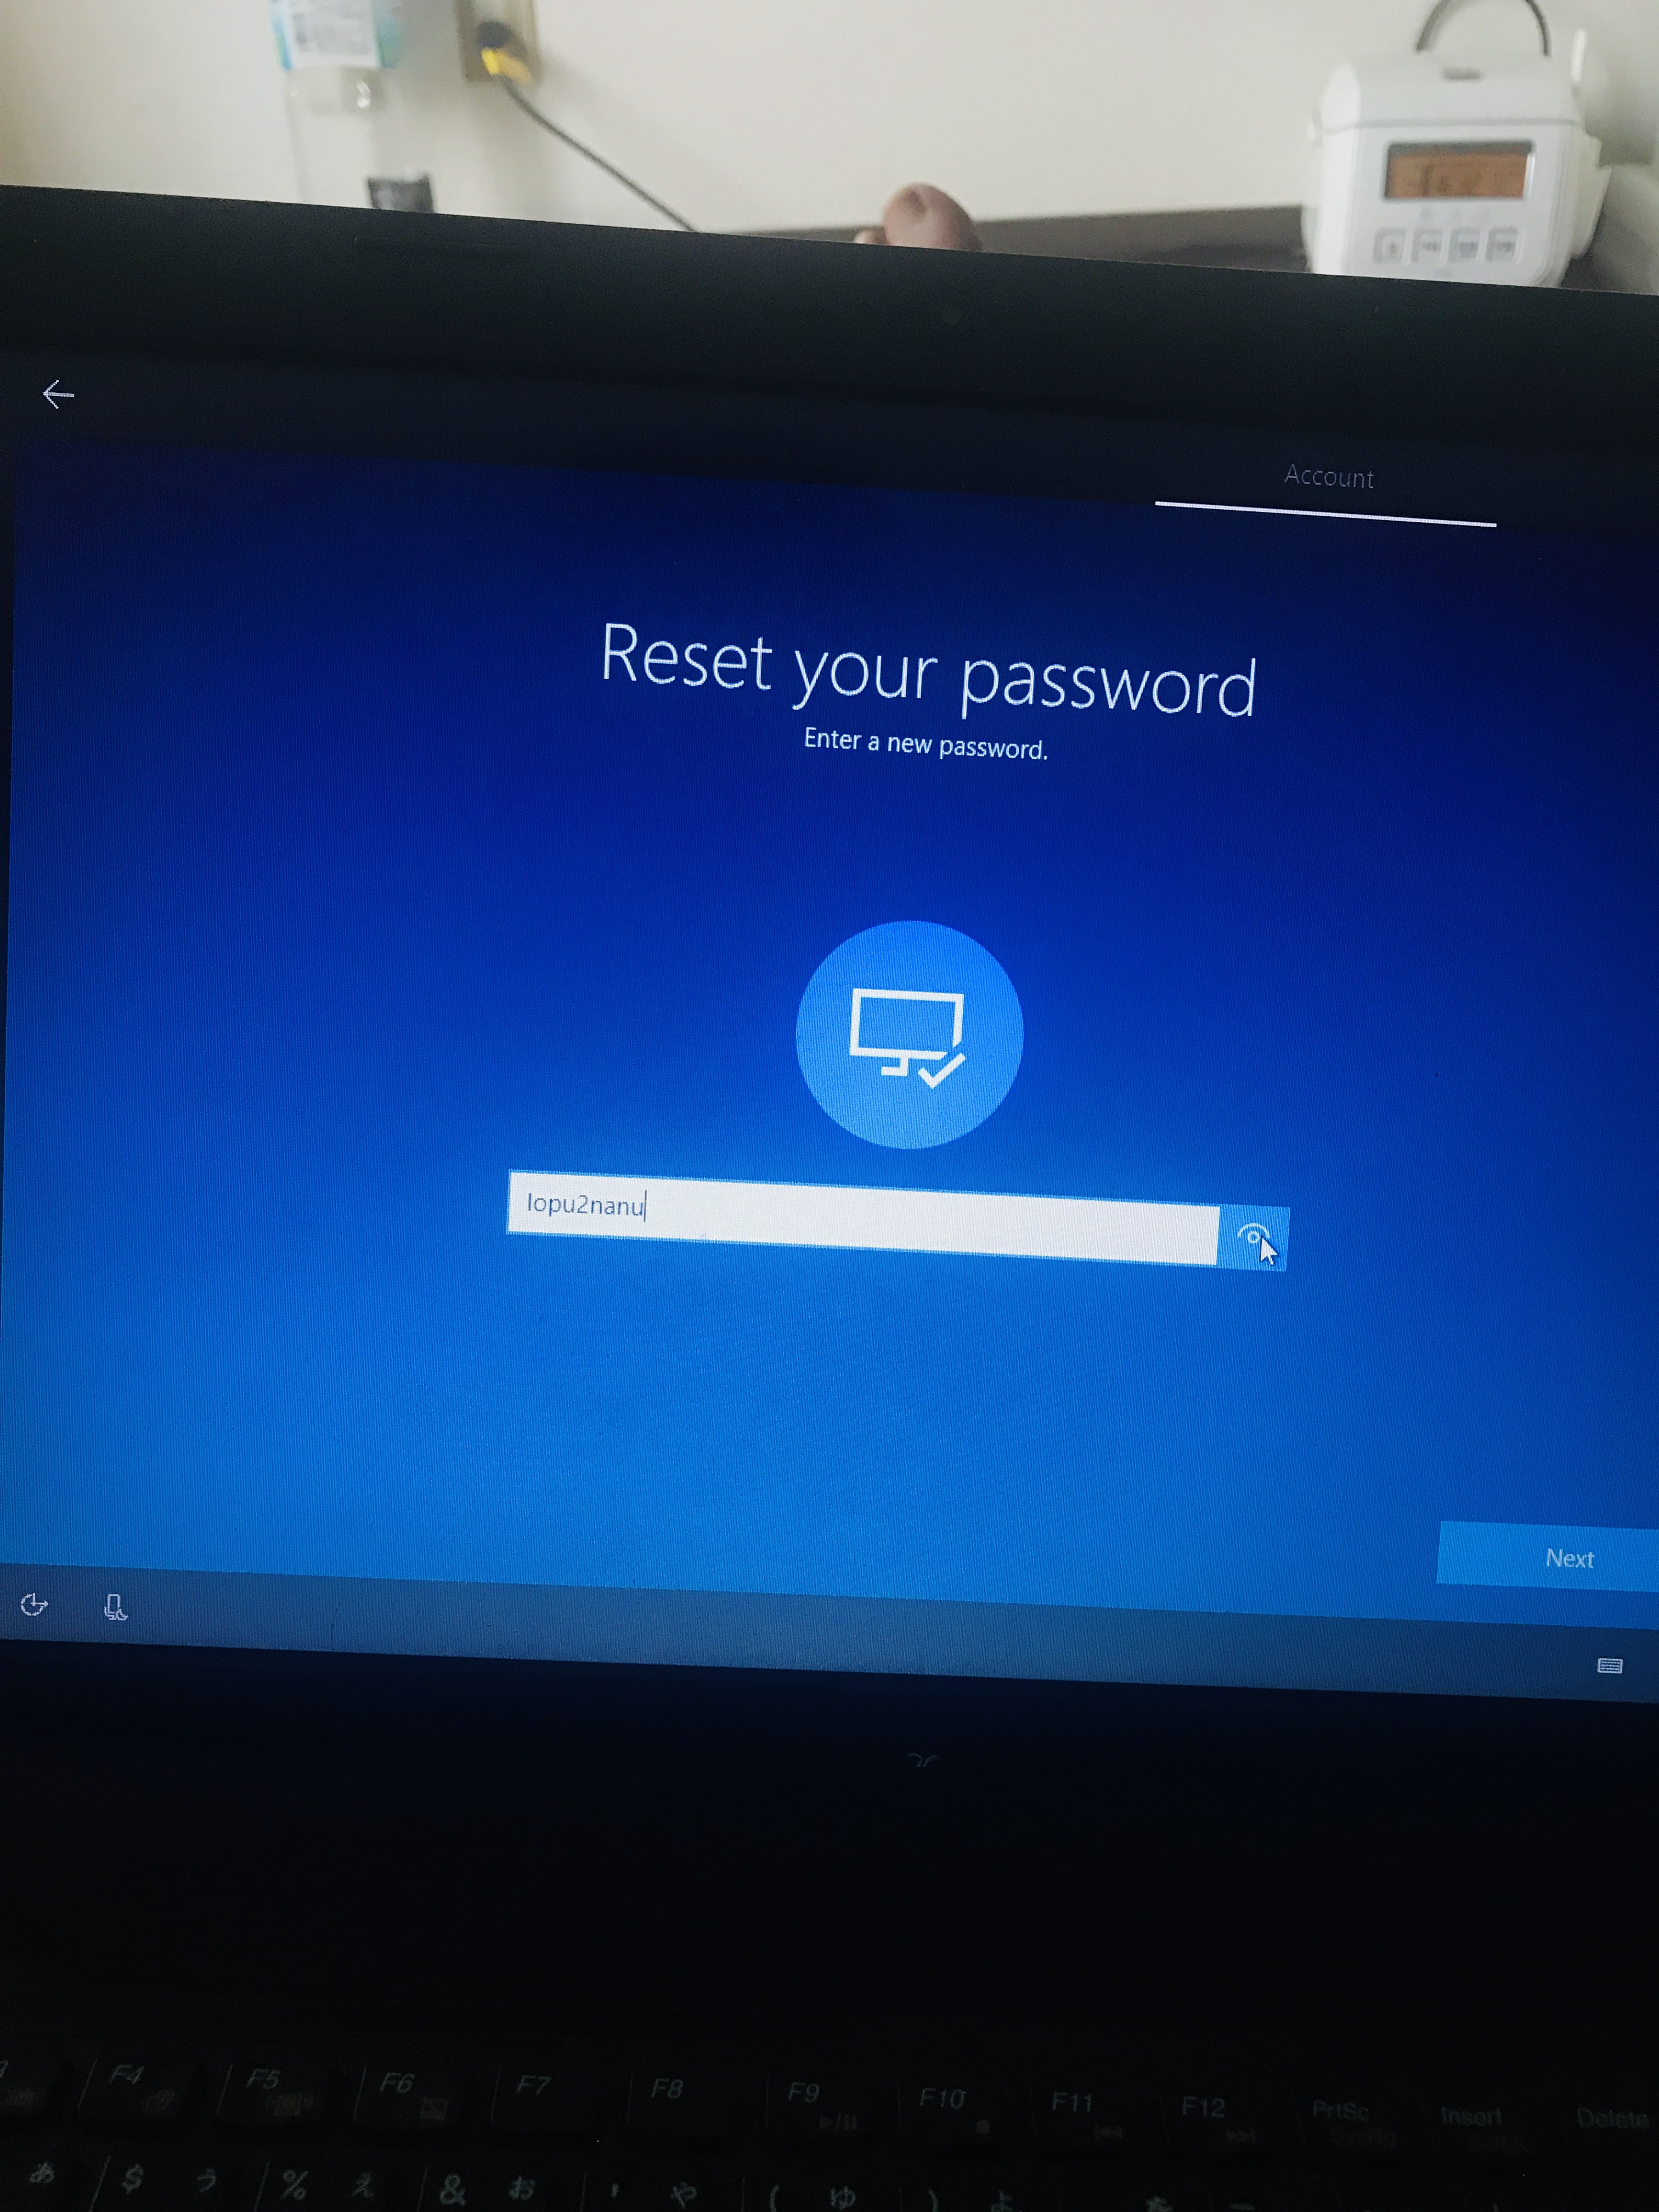 Account
Reset your password
Enter a new password.
lopu2nanu
Next
F4
F5
F6
F7
F8
F9
F10
F11
F12
PrtSc
Insert
Delete
あ
$ う
% え
& お
' や
( ゆ
) よ
を